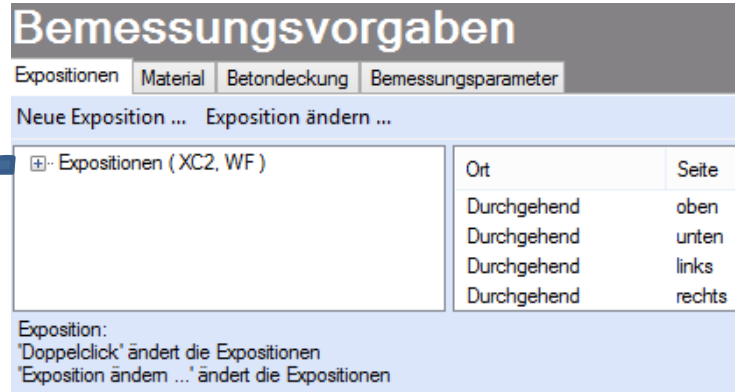 Bemessungsvorgaben
Expositionen Material Betondeckung Bemessungsparameter
Neue Exposition ... Exposition ändern ...
Expositionen ( XC2, WF )
Ort Seite
Durchgehend oben
Durchgehend unten
Durchgehend links
Durchgehend rechts
Exposition:
'Doppelclick' ändert die Expositionen
'Exposition ändern ...' ändert die Expositionen